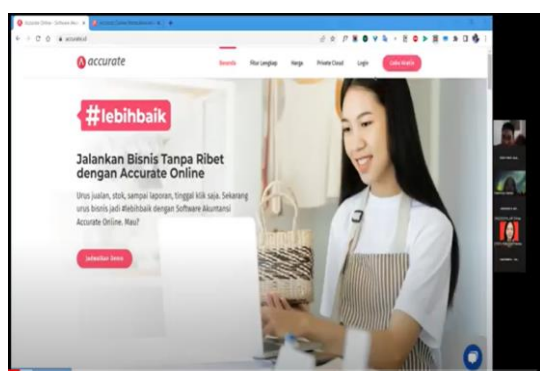 accurate.id
accurate
Beranda
Fitur Lengkap
Harga
Private Cloud
Login
Coba Gratis
#lebihbaik
Jalankan Bisnis Tanpa Ribet
dengan Accurate Online
Urus jualan, stok, sampai laporan, tinggal klik saja. Sekarang
urus bisnis jadi #lebihbaik dengan Software Akuntansi
Accurate Online. Mau?
Jadwalkan Demo